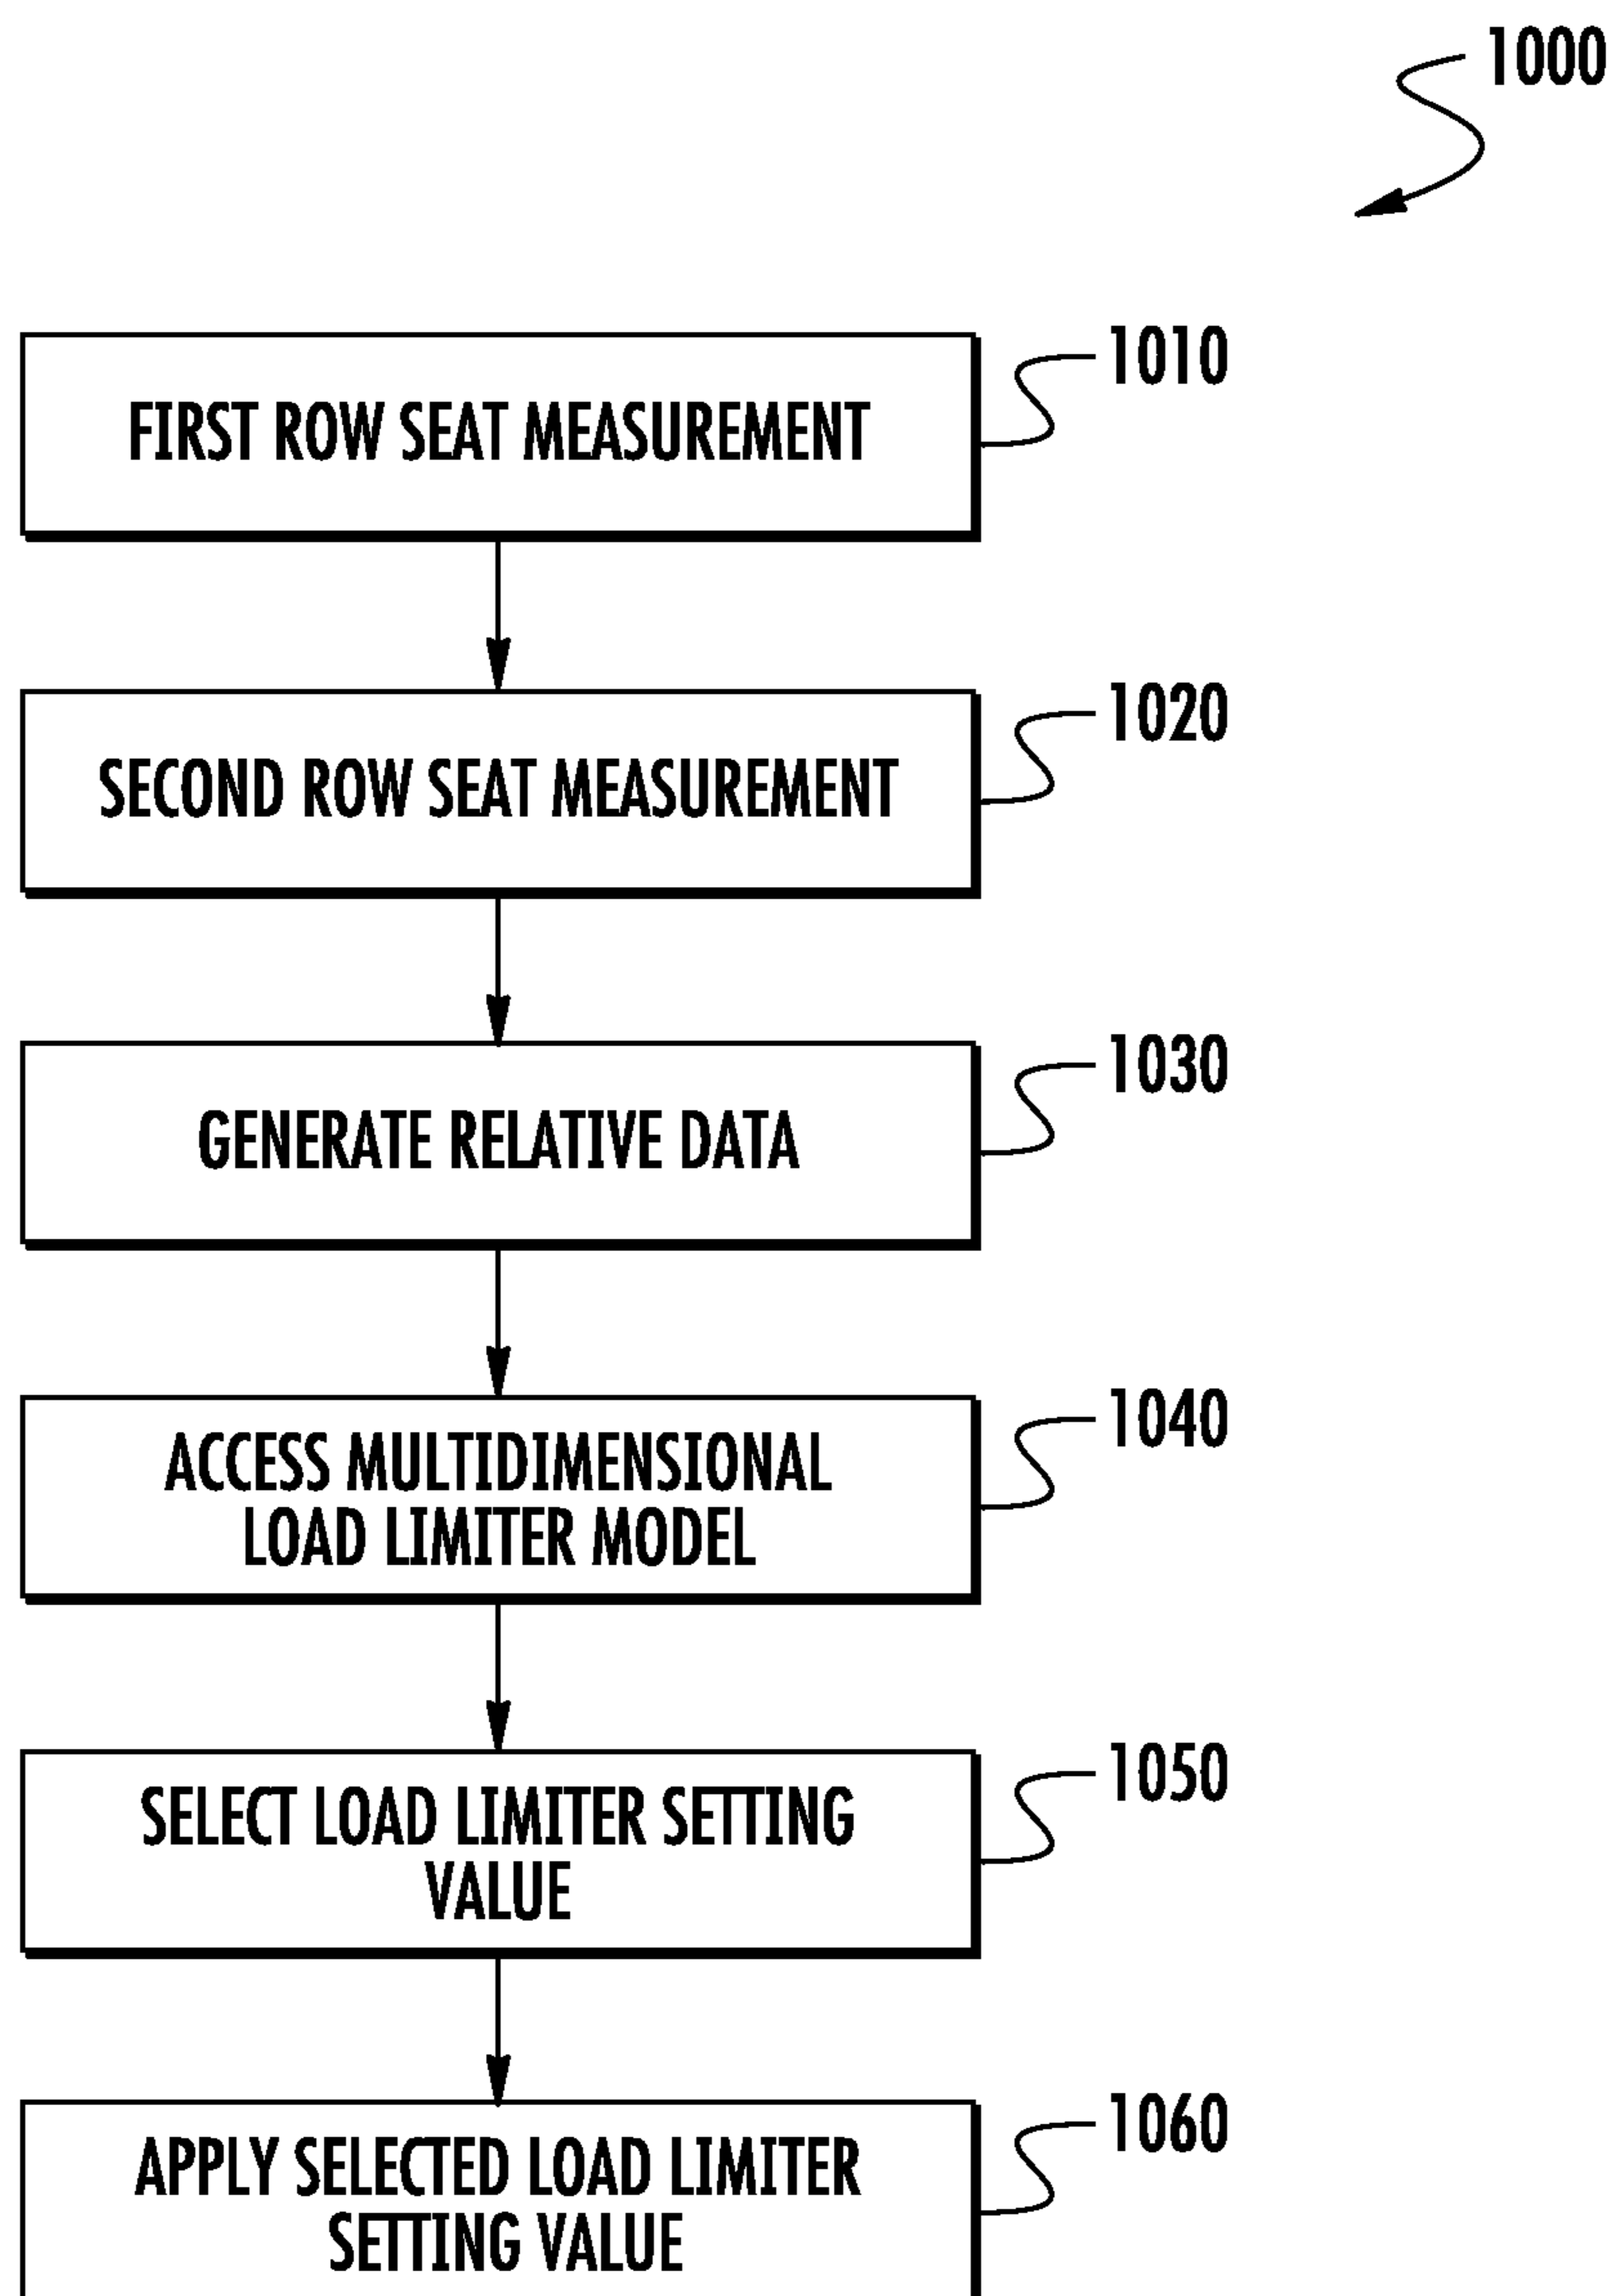 1000
FIRST ROW SEAT MEASUREMENT
1010
SECOND ROW SEAT MEASUREMENT
1020
GENERATE RELATIVE DATA
1030
ACCESS MULTIDIMENSIONAL
LOAD LIMITER MODEL
1040
SELECT LOAD LIMITER SETTING
VALUE
1050
APPLY SELECTED LOAD LIMITER
SETTING VALUE
1060